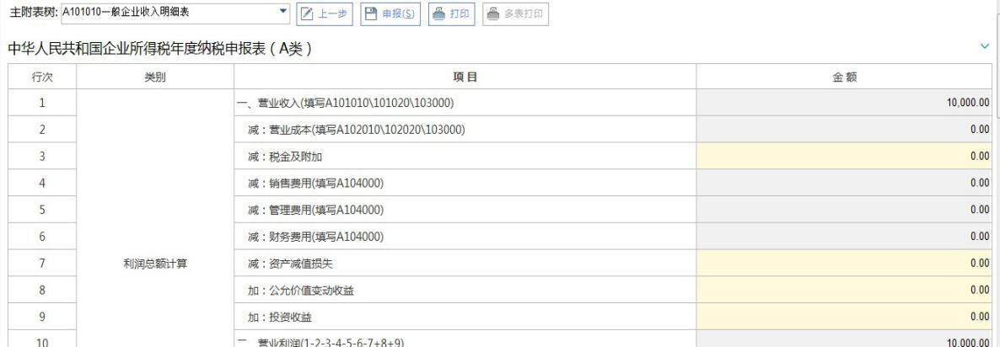 主附表树: A101010一般企业收入明细表 上一步 申报(S) 打印 多表打印
中华人民共和国企业所得税年度纳税申报表（A类）
行次 类别 项目 金额
1 一、营业收入(填写A101010\101020\103000) 10,000.00
2 减：营业成本(填写A102010\102020\103000) 0.00
3 减：税金及附加 0.00
4 减：销售费用(填写A104000) 0.00
5 减：管理费用(填写A104000) 0.00
6 减：财务费用(填写A104000) 0.00
7 利润总额计算 减：资产减值损失 0.00
8 加：公允价值变动收益 0.00
9 加：投资收益 0.00
10 二 营业利润(1-2-3-4-5-6-7+8+9) 10,000.00